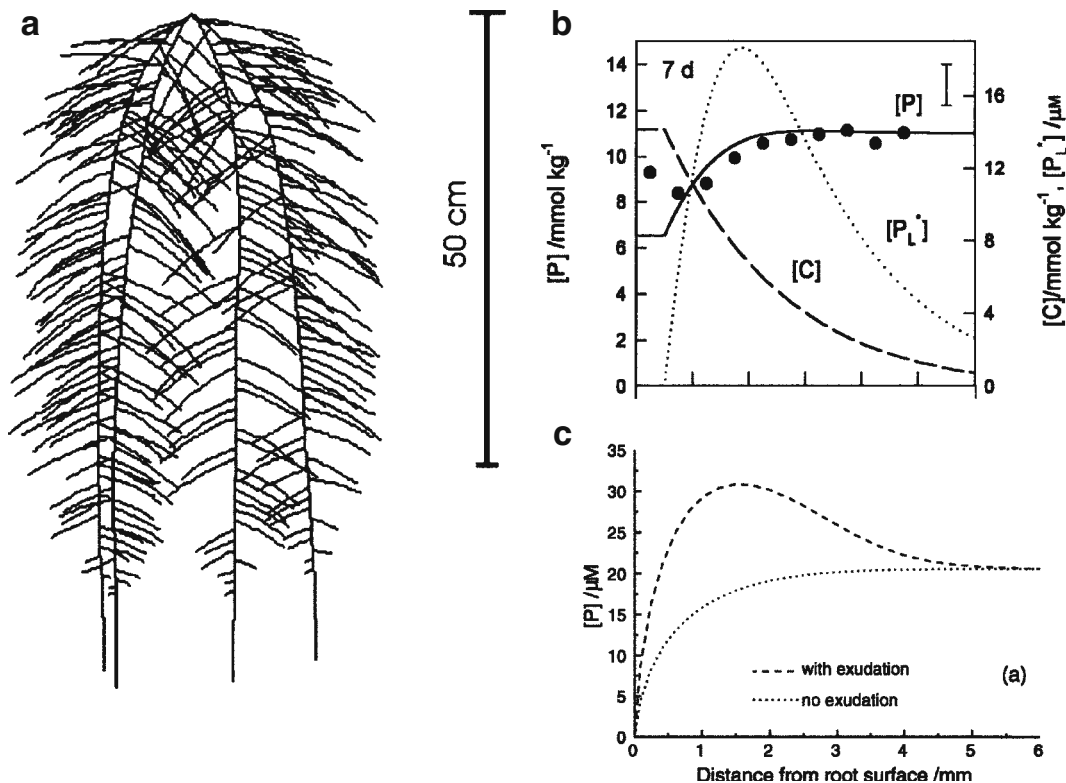 a
50 cm
b
14
12
10
8
6
4
2
0
[P] /mmol kg⁻¹
7 d
[P]
[P_L*]
[C]
16
12
8
4
0
[C]/mmol kg⁻¹, [P_L*] /μM
c
35
30
25
20
15
10
5
0
[P] /μM
with exudation
no exudation
(a)
0 1 2 3 4 5 6
Distance from root surface /mm